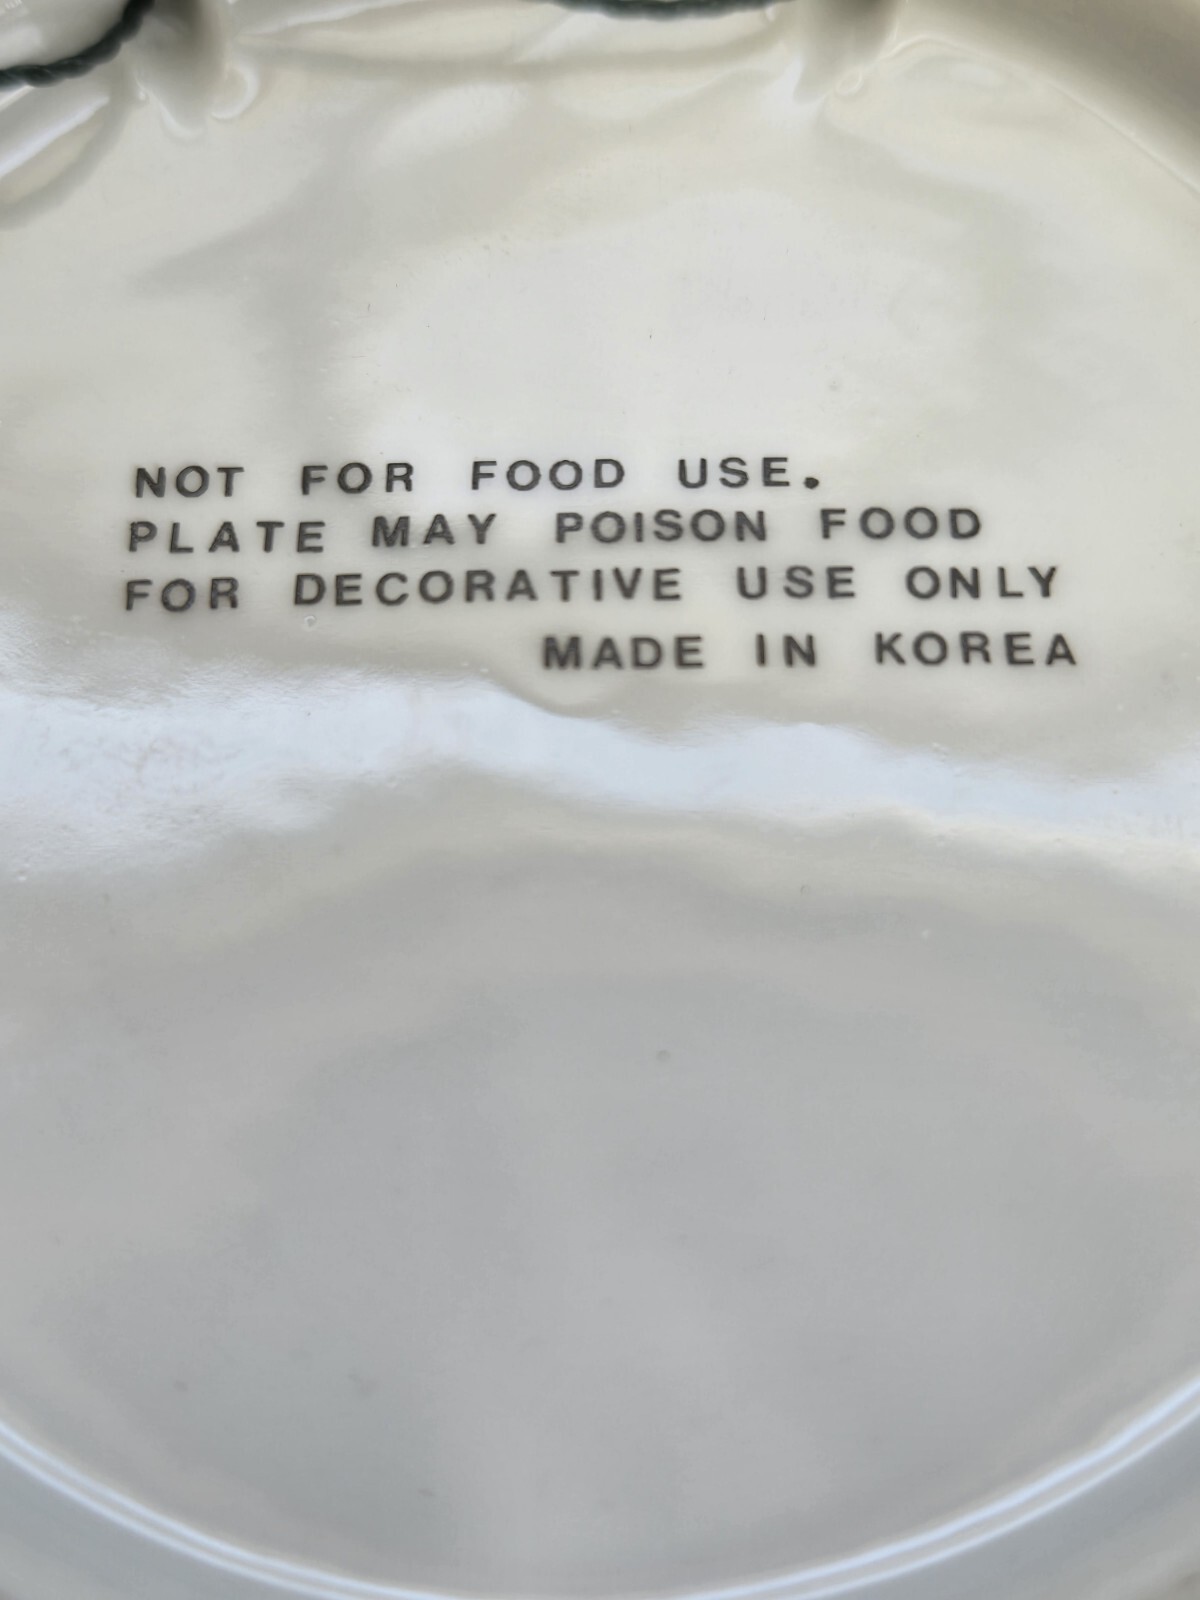 NOT FOR FOOD USE.
PLATE MAY POISON FOOD
FOR DECORATIVE USE ONLY
MADE IN KOREA